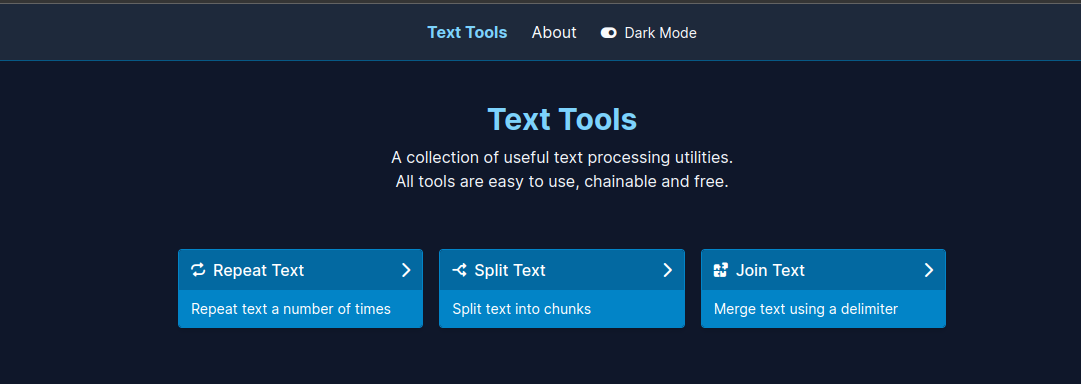 Text Tools About Dark Mode
Text Tools
A collection of useful text processing utilities.
All tools are easy to use, chainable and free.
Repeat Text
Repeat text a number of times
Split Text
Split text into chunks
Join Text
Merge text using a delimiter